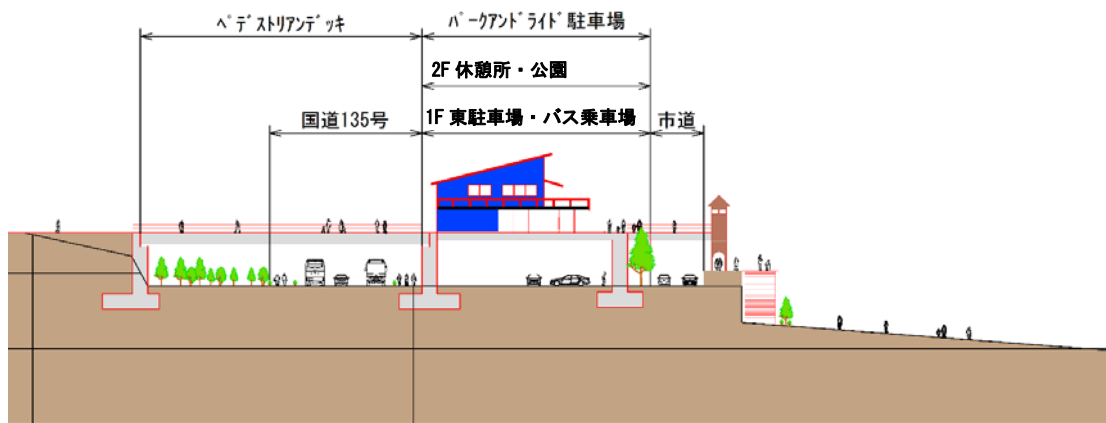 ペデストリアンデッキ
パークアンドライド駐車場
2F 休憩所・公園
国道135号
1F 東駐車場・バス乗車場
市道